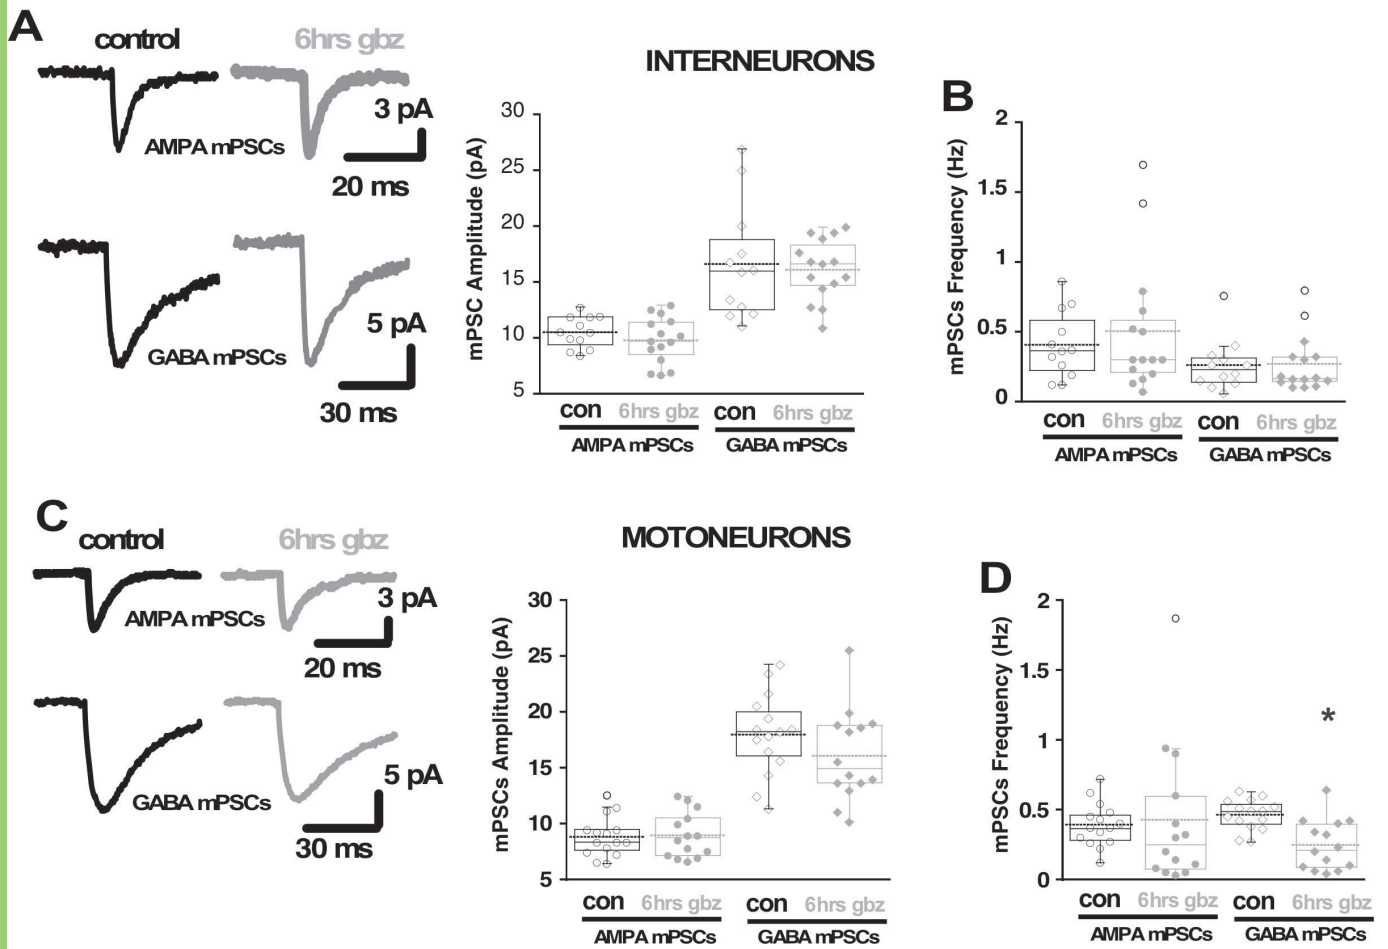 A
control
6hrs gbz
3 pA
AMPA mPSCs
20 ms
5 pA
GABA mPSCs
30 ms
INTERNEURONS
mPSC Amplitude (pA)
30
25
20
15
10
5
con 6hrs gbz con 6hrs gbz
AMPA mPSCs GABA mPSCs
B
mPSCs Frequency (Hz)
2
1.5
1
0.5
0
con 6hrs gbz con 6hrs gbz
AMPA mPSCs GABA mPSCs
C
control
6hrs gbz
3 pA
AMPA mPSCs
20 ms
5 pA
GABA mPSCs
30 ms
MOTONEURONS
mPSCs Amplitude (pA)
30
25
20
15
10
5
con 6hrs gbz con 6hrs gbz
AMPA mPSCs GABA mPSCs
D
mPSCs Frequency (Hz)
2
1.5
1
0.5
0
*
con 6hrs gbz con 6hrs gbz
AMPA mPSCs GABA mPSCs